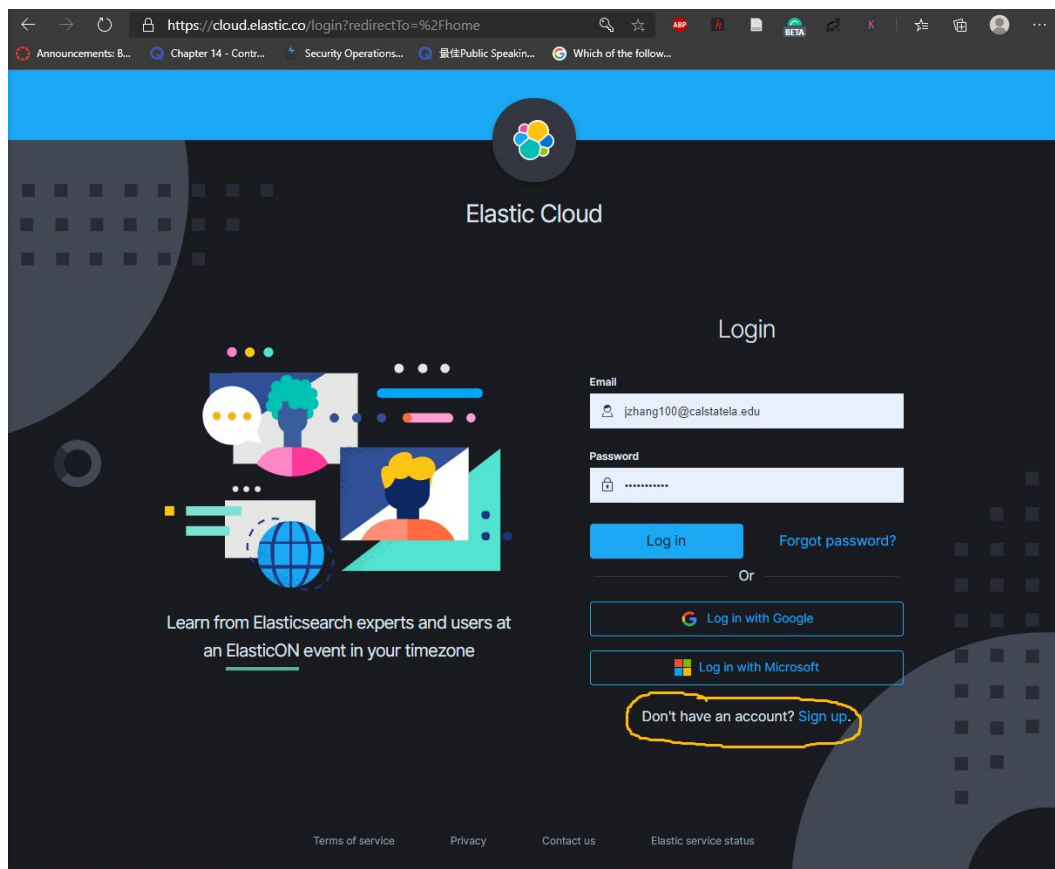 https://cloud.elastic.co/login?redirectTo=%2Fhome
ABP
BETA
K
Announcements: B...
Chapter 14 - Contr...
Security Operations...
最佳Public Speakin...
Which of the follow...
Elastic Cloud
Login
Email
jzhang100@calstatela.edu
Password
Log in
Forgot password?
Or
Log in with Google
Log in with Microsoft
Don't have an account? Sign up.
Learn from Elasticsearch experts and users at
an ElasticON event in your timezone
Terms of service
Privacy
Contact us
Elastic service status